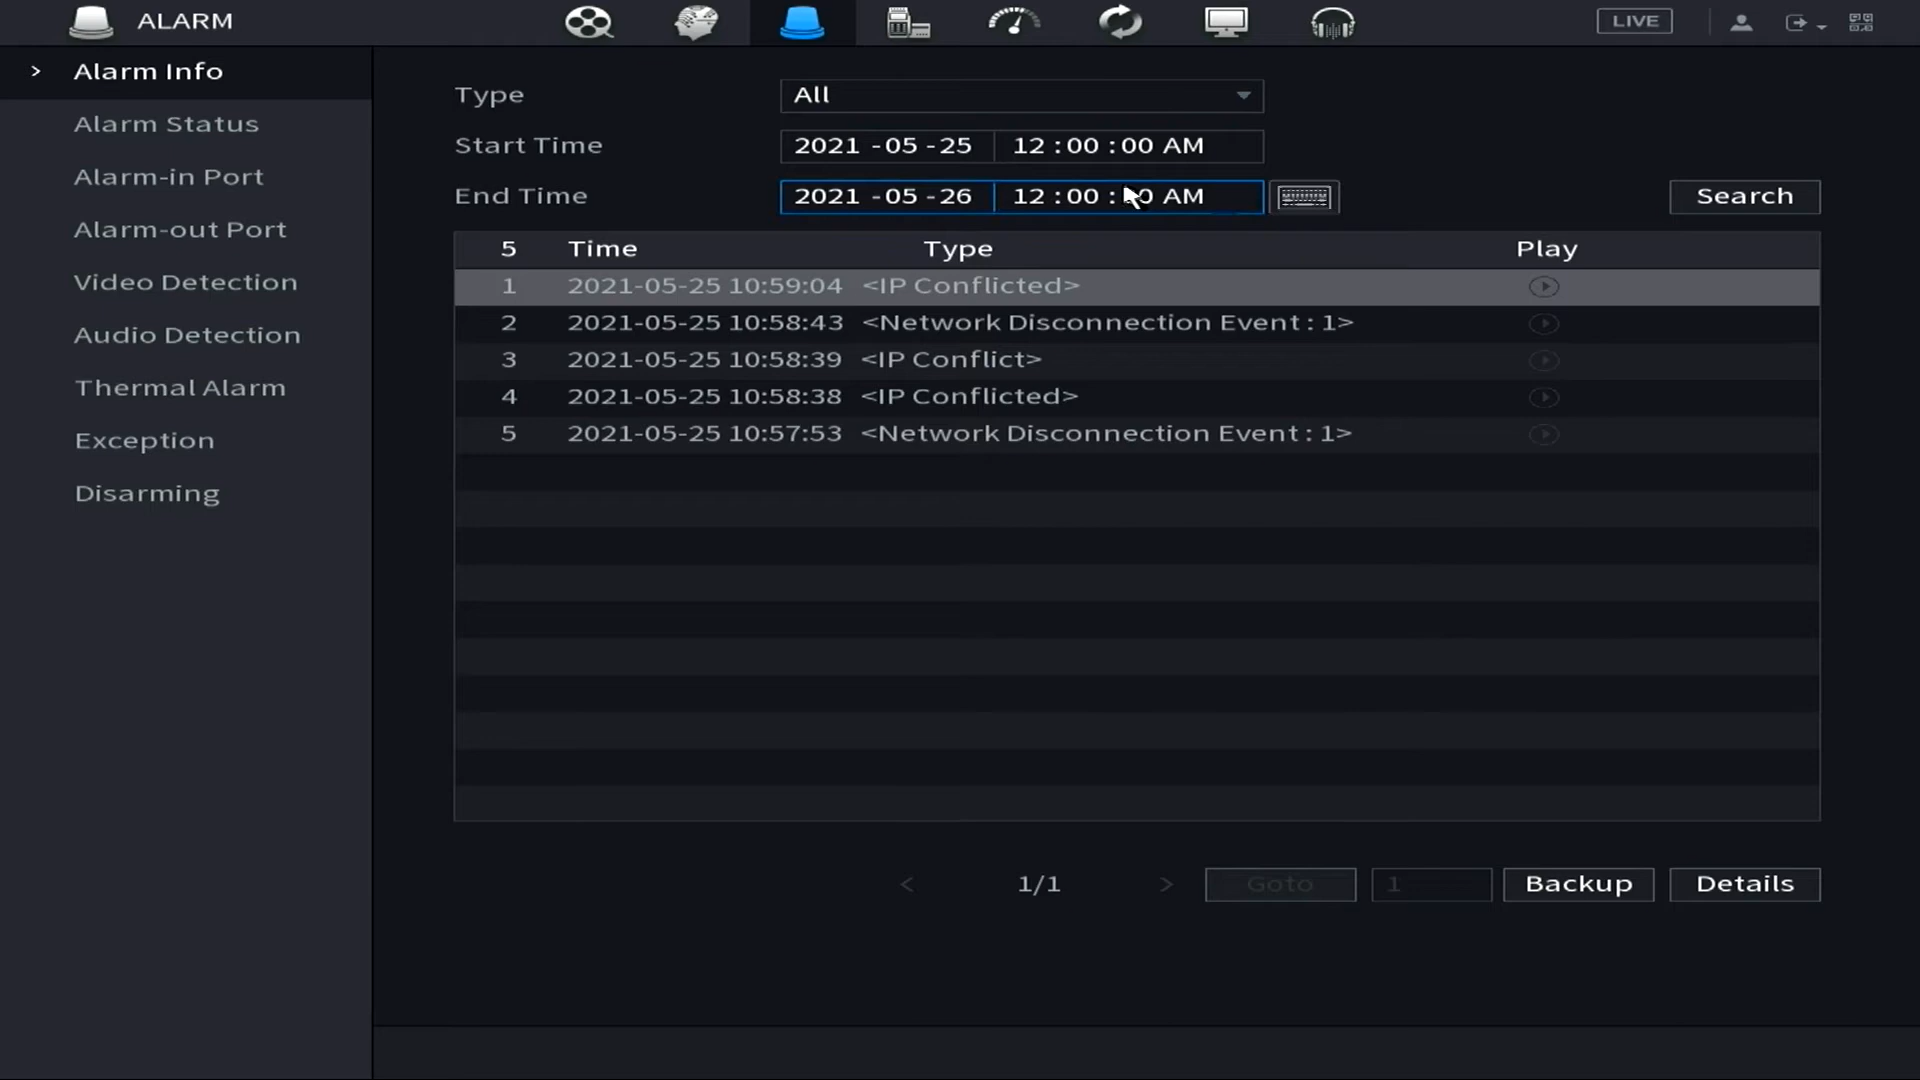 ALARM
LIVE
Alarm Info
Alarm Status
Alarm-in Port
Alarm-out Port
Video Detection
Audio Detection
Thermal Alarm
Exception
Disarming
Type All
Start Time 2021 -05 -25 12 :00 :00 AM
End Time 2021 -05 -26 12 :00 : 0 AM
Search
5 Time Type Play
1 2021-05-25 10:59:04 <IP Conflicted>
2 2021-05-25 10:58:43 <Network Disconnection Event : 1>
3 2021-05-25 10:58:39 <IP Conflict>
4 2021-05-25 10:58:38 <IP Conflicted>
5 2021-05-25 10:57:53 <Network Disconnection Event : 1>
< 1/1 > Goto 1 Backup Details